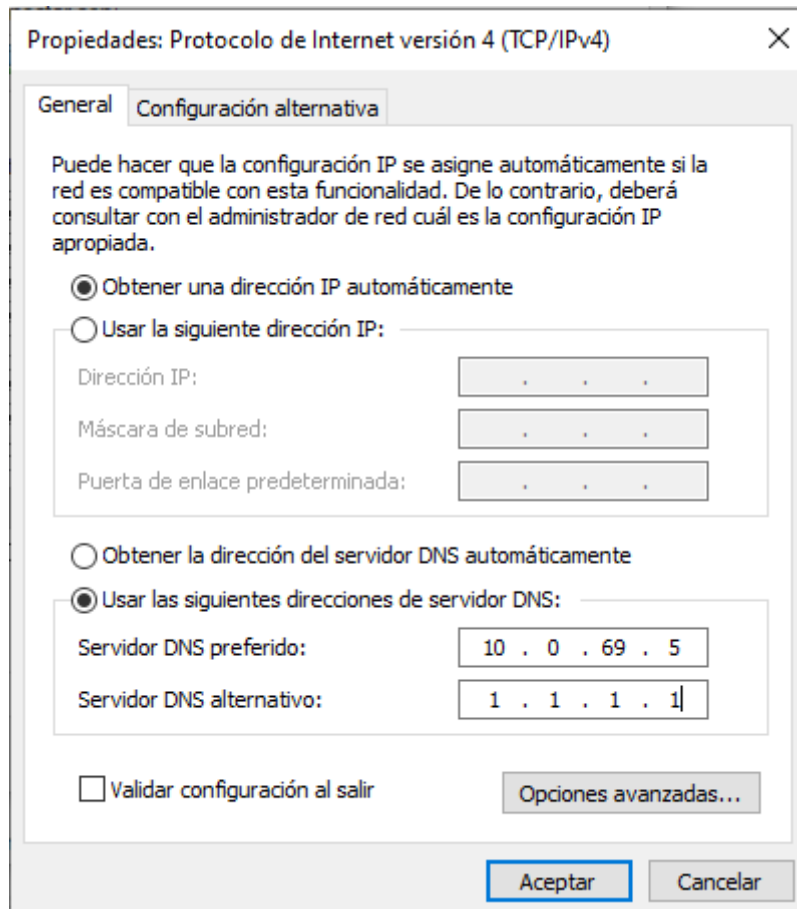 Propiedades: Protocolo de Internet versión 4 (TCP/IPv4)
General
Configuración alternativa
Puede hacer que la configuración IP se asigne automáticamente si la
red es compatible con esta funcionalidad. De lo contrario, deberá
consultar con el administrador de red cuál es la configuración IP
apropiada.
Obtener una dirección IP automáticamente
Usar la siguiente dirección IP:
Dirección IP: . . .
Máscara de subred: . . .
Puerta de enlace predeterminada: . . .
Obtener la dirección del servidor DNS automáticamente
Usar las siguientes direcciones de servidor DNS:
Servidor DNS preferido: 10 . 0 . 69 . 5
Servidor DNS alternativo: 1 . 1 . 1 . 1
Validar configuración al salir
Opciones avanzadas...
Aceptar Cancelar